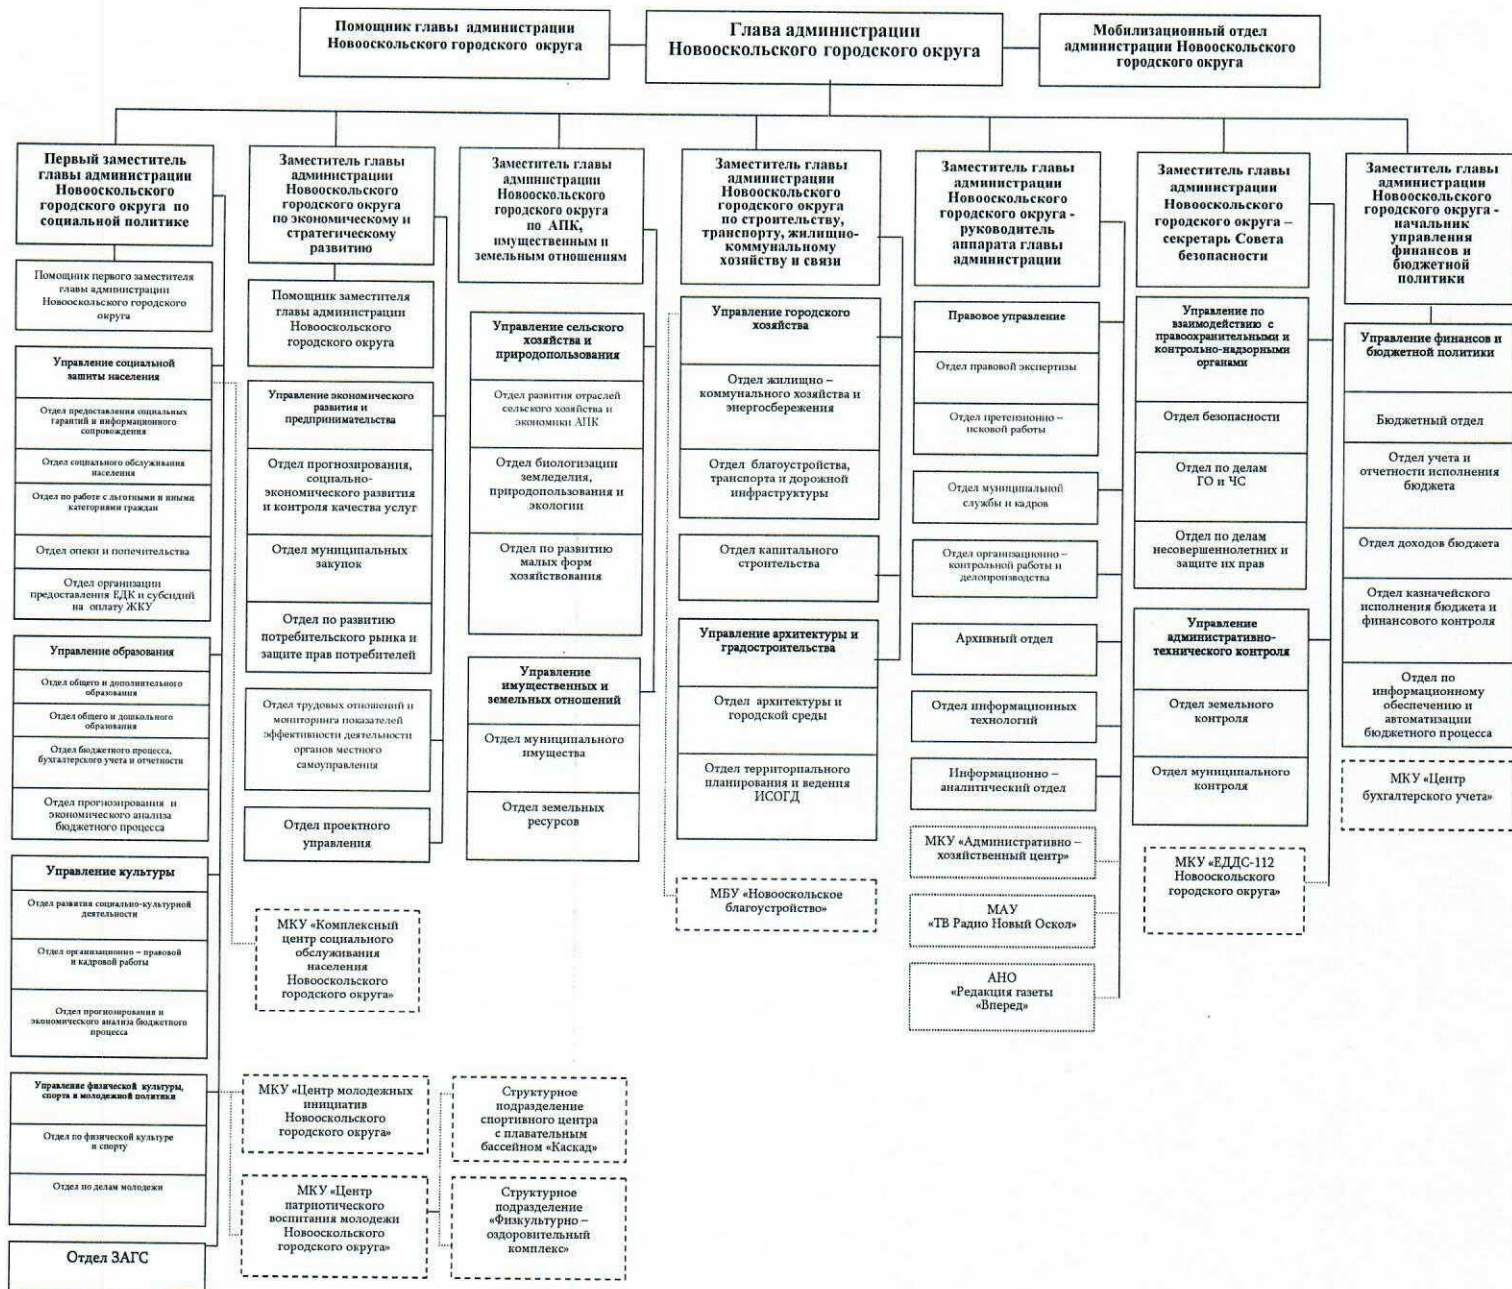 Помощник главы администрации
Новооскольского городского округа
Глава администрации
Новооскольского городского округа
Мобилизационный отдел
администрации Новооскольского
городского округа
Первый заместитель
главы администрации
Новооскольского
городского округа по
социальной политике
Помощник первого заместителя
главы администрации
Новооскольского городского
округа
Управление социальной
защиты населения
Отдел предоставления социальных
гарантий и информационного
сопровождения
Отдел социального обслуживания
населения
Отдел по работе с льготными и иными
категориями граждан
Отдел опеки и попечительства
Отдел организации
предоставления ЕДК и субсидий
на оплату ЖКУ
Управление образования
Отдел общего и дополнительного
образования
Отдел общего и дошкольного
образования
Отдел бюджетного процесса,
бухгалтерского учета и отчетности
Отдел прогнозирования и
экономического анализа
бюджетного процесса
Управление культуры
Отдел развития социально-культурной
деятельности
Отдел организационно – правовой
и кадровой работы
Отдел прогнозирования и
экономического анализа бюджетного
процесса
Управление физической культуры,
спорта и молодежной политики
Отдел по физической культуре
и спорту
Отдел по делам молодежи
Отдел ЗАГС
Заместитель главы
администрации
Новооскольского
городского округа
по экономическому и
стратегическому
развитию
Помощник заместителя
главы администрации
Новооскольского
городского округа
Управление экономического
развития и
предпринимательства
Отдел прогнозирования,
социально-
экономического развития
и контроля качества услуг
Отдел муниципальных
закупок
Отдел по развитию
потребительского рынка и
защите прав потребителей
Отдел трудовых отношений и
мониторинга показателей
эффективности деятельности
органов местного
самоуправления
Отдел проектного
управления
МКУ «Комплексный
центр социального
обслуживания
населения
Новооскольского
городского округа»
МКУ «Центр молодежных
инициатив
Новооскольского
городского округа»
МКУ «Центр
патриотического
воспитания молодежи
Новооскольского
городского округа»
Структурное
подразделение
спортивного центра
с плавательным
бассейном «Каскад»
Структурное
подразделение
«Физкультурно –
оздоровительный
комплекс»
Заместитель главы
администрации
Новооскольского
городского округа
по АПК,
имущественным и
земельным отношениям
Управление сельского
хозяйства и
природопользования
Отдел развития отраслей
сельского хозяйства и
экономики АПК
Отдел биологизации
земледелия,
природопользования и
экологии
Отдел по развитию
малых форм
хозяйствования
Управление
имущественных и
земельных отношений
Отдел муниципального
имущества
Отдел земельных
ресурсов
Заместитель главы
администрации
Новооскольского
городского округа
по строительству,
транспорту, жилищно-
коммунальному
хозяйству и связи
Управление городского
хозяйства
Отдел жилищно –
коммунального хозяйства и
энергосбережения
Отдел благоустройства,
транспорта и дорожной
инфраструктуры
Отдел капитального
строительства
Управление архитектуры и
градостроительства
Отдел архитектуры и
городской среды
Отдел территориального
планирования и ведения
ИСОГД
МБУ «Новооскольское
благоустройство»
Заместитель главы
администрации
Новооскольского
городского округа -
руководитель
аппарата главы
администрации
Правовое управление
Отдел правовой экспертизы
Отдел претензионно –
исковой работы
Отдел муниципальной
службы и кадров
Отдел организационно –
контрольной работы и
делопроизводства
Архивный отдел
Отдел информационных
технологий
Информационно –
аналитический отдел
МКУ «Административно –
хозяйственный центр»
МАУ
«ТВ Радио Новый Оскол»
АНО
«Редакция газеты
«Вперед»
Заместитель главы
администрации
Новооскольского
городского округа –
секретарь Совета
безопасности
Управление по
взаимодействию с
правоохранительными и
контрольно-надзорными
органами
Отдел безопасности
Отдел по делам
ГО и ЧС
Отдел по делам
несовершеннолетних и
защите их прав
Управление
административно-
технического контроля
Отдел земельного
контроля
Отдел муниципального
контроля
МКУ «ЕДДС-112
Новооскольского
городского округа»
Заместитель главы
администрации
Новооскольского
городского округа -
начальник
управления
финансов и
бюджетной
политики
Управление финансов и
бюджетной политики
Бюджетный отдел
Отдел учета и
отчетности исполнения
бюджета
Отдел доходов бюджета
Отдел казначейского
исполнения бюджета и
финансового контроля
Отдел по
информационному
обеспечению и
автоматизации
бюджетного процесса
МКУ «Центр
бухгалтерского учета»